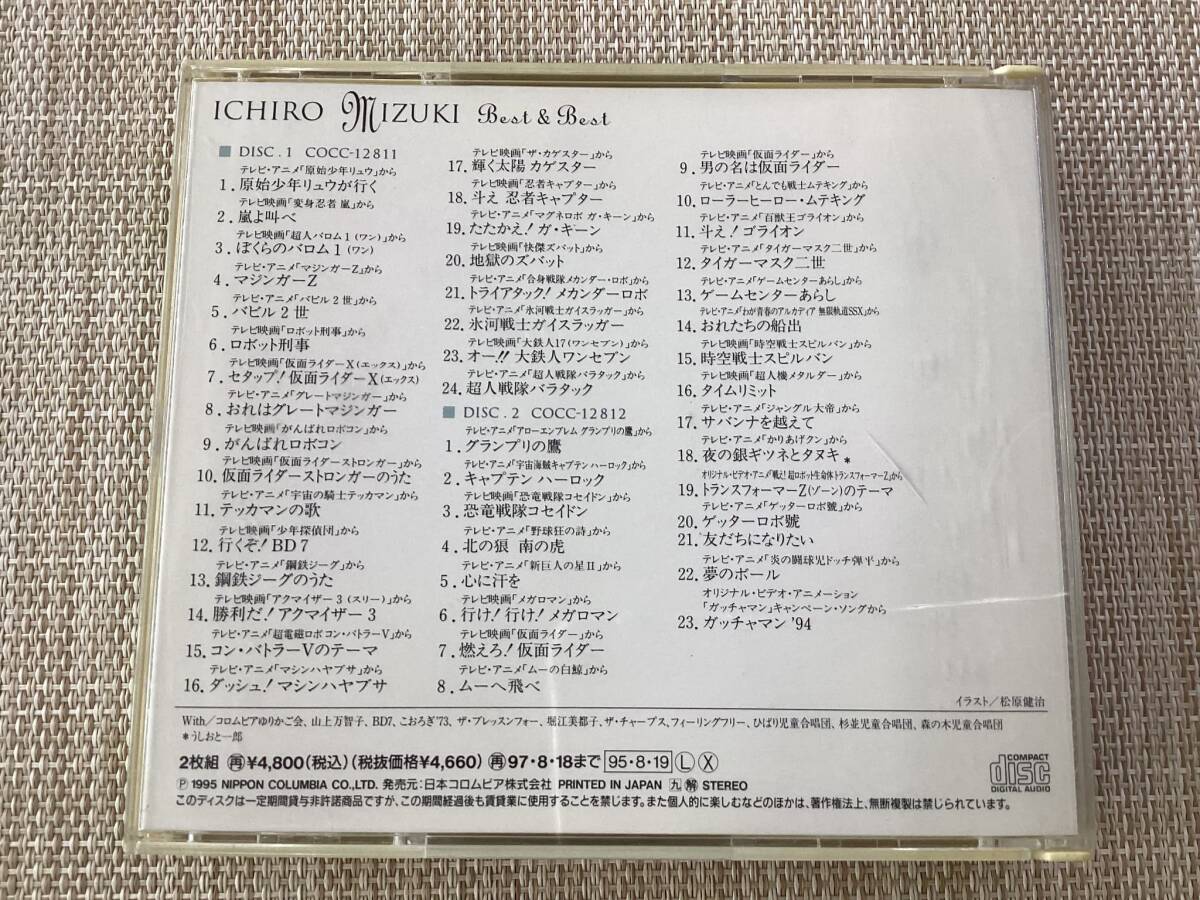 ICHIRO MIZUKI Best & Best
DISC.1 COCC-12811
テレビ・アニメ「原始少年リュウ」から
1.原始少年リュウが行く
テレビ映画「変身忍者 嵐」から
2.嵐よ叫べ
テレビ映画「超人バロム1(ワン)」から
3.ぼくらのバロム1(ワン)
テレビ・アニメ「マジンガーZ」から
4.マジンガーZ
テレビ・アニメ「バビル2世」から
5.バビル2世
テレビ映画「ロボット刑事」から
6.ロボット刑事
テレビ映画「仮面ライダーX(エックス)」から
7.セタップ!仮面ライダーX(エックス)
テレビ・アニメ「グレートマジンガー」から
8.おれはグレートマジンガー
テレビ映画「がんばれロボコン」から
9.がんばれロボコン
テレビ映画「仮面ライダーストロンガー」から
10.仮面ライダーストロンガーのうた
テレビ・アニメ「宇宙の騎士テッカマン」から
11.テッカマンの歌
テレビ映画「少年探偵団」から
12.行くぞ!BD7
テレビ・アニメ「鋼鉄ジーグ」から
13.鋼鉄ジーグのうた
テレビ映画「アクマイザー3(スリー)」から
14.勝利だ!アクマイザー3
テレビ・アニメ「超電磁ロボコン・バトラーV」から
15.コン・バトラーVのテーマ
テレビ・アニメ「マシンハヤブサ」から
16.ダッシュ!マシンハヤブサ
テレビ映画「ザ・カゲスター」から
17.輝く太陽 カゲスター
テレビ映画「忍者キャプター」から
18.斗え 忍者キャプター
テレビ・アニメ「マグネロボ ガ・キーン」から
19.たたかえ!ガ・キーン
テレビ映画「快傑ズバット」から
20.地獄のズバット
テレビ・アニメ「合身戦隊メカンダー・ロボ」から
21.トライアタック!メカンダーロボ
テレビ・アニメ「氷河戦士ガイスラッガー」から
22.氷河戦士ガイスラッガー
テレビ映画「大鉄人17(ワンセブン)」から
23.オー!!大鉄人ワンセブン
テレビ・アニメ「超人戦隊バラタック」から
24.超人戦隊バラタック
DISC.2 COCC-12812
テレビ・アニメ「アローエンブレム グランプリの鷹」から
1.グランプリの鷹
テレビ・アニメ「宇宙海賊キャプテン ハーロック」から
2.キャプテン ハーロック
テレビ映画「恐竜戦隊コセイドン」から
3.恐竜戦隊コセイドン
テレビ・アニメ「野球狂の詩」から
4.北の狼 南の虎
テレビ・アニメ「新巨人の星II」から
5.心に汗を
テレビ映画「メガロマン」から
6.行け!行け!メガロマン
テレビ映画「仮面ライダー」から
7.燃えろ!仮面ライダー
テレビ・アニメ「ムーの白鯨」から
8.ムーへ飛べ
テレビ映画「仮面ライダー」から
9.男の名は仮面ライダー
テレビ・アニメ「とんでも戦士ムテキング」から
10.ローラーヒーロー・ムテキング
テレビ・アニメ「百獣王ゴライオン」から
11.斗え!ゴライオン
テレビ・アニメ「タイガーマスク二世」から
12.タイガーマスク二世
テレビ・アニメ「ゲームセンターあらし」から
13.ゲームセンターあらし
テレビ・アニメ「わが青春のアルカディア 無限軌道SSX」から
14.おれたちの船出
テレビ映画「時空戦士スピルバン」から
15.時空戦士スピルバン
テレビ映画「超人機メタルダー」から
16.タイムリミット
テレビ・アニメ「ジャングル大帝」から
17.サバンナを越えて
テレビ・アニメ「かりあげクン」から
18.夜の銀ギツネとタヌキ*
オリジナル・ビデオ・アニメ「戦え!超ロボット生命体トランスフォーマーZ」から
19.トランスフォーマーZ(ゾーン)のテーマ
テレビ・アニメ「ゲッターロボ號」から
20.ゲッターロボ號
21.友だちになりたい
テレビ・アニメ「炎の闘球児ドッチ弾平」から
22.夢のボール
オリジナル・ビデオ・アニメーション
「ガッチャマン」キャンペーン・ソングから
23.ガッチャマン '94
イラスト/松原健治
With/コロムビアゆりかご会、山上万智子、BD7、こおろぎ'73、ザ・ブレッスンフォー、堀江美都子、ザ・チャープス、フィーリングフリー、ひばり児童合唱団、杉並児童合唱団、森の木児童合唱団
*うしおと一郎
2枚組 再¥4,800(税込)(税抜価格¥4,660)再97・8・18まで 95・8・19 L X
Ⓟ1995 NIPPON COLUMBIA CO.,LTD. 発売元:日本コロムビア株式会社 PRINTED IN JAPAN 九 解 STEREO
このディスクは一定期間貸与非許諾商品ですが、この期間経過後も賃貸業に使用することを禁じます。また個人的に楽しむなどのほかは、著作権法上、無断複製は禁じられています。
COMPACT
disc
DIGITAL AUDIO